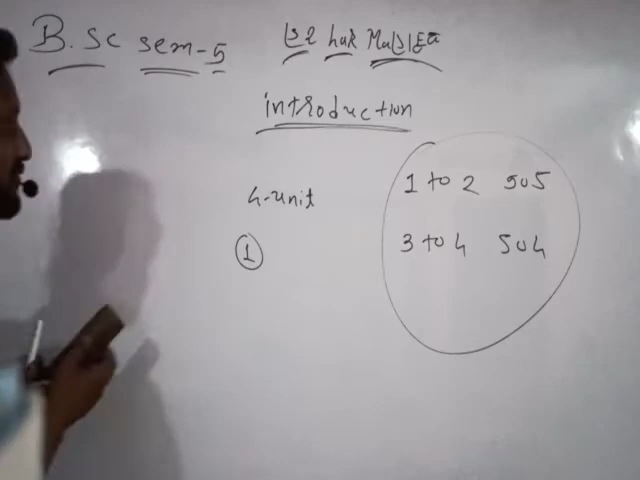 B.Sc sem-5
introduction
4-unit
1 to 2 505
① 3 to 4 504